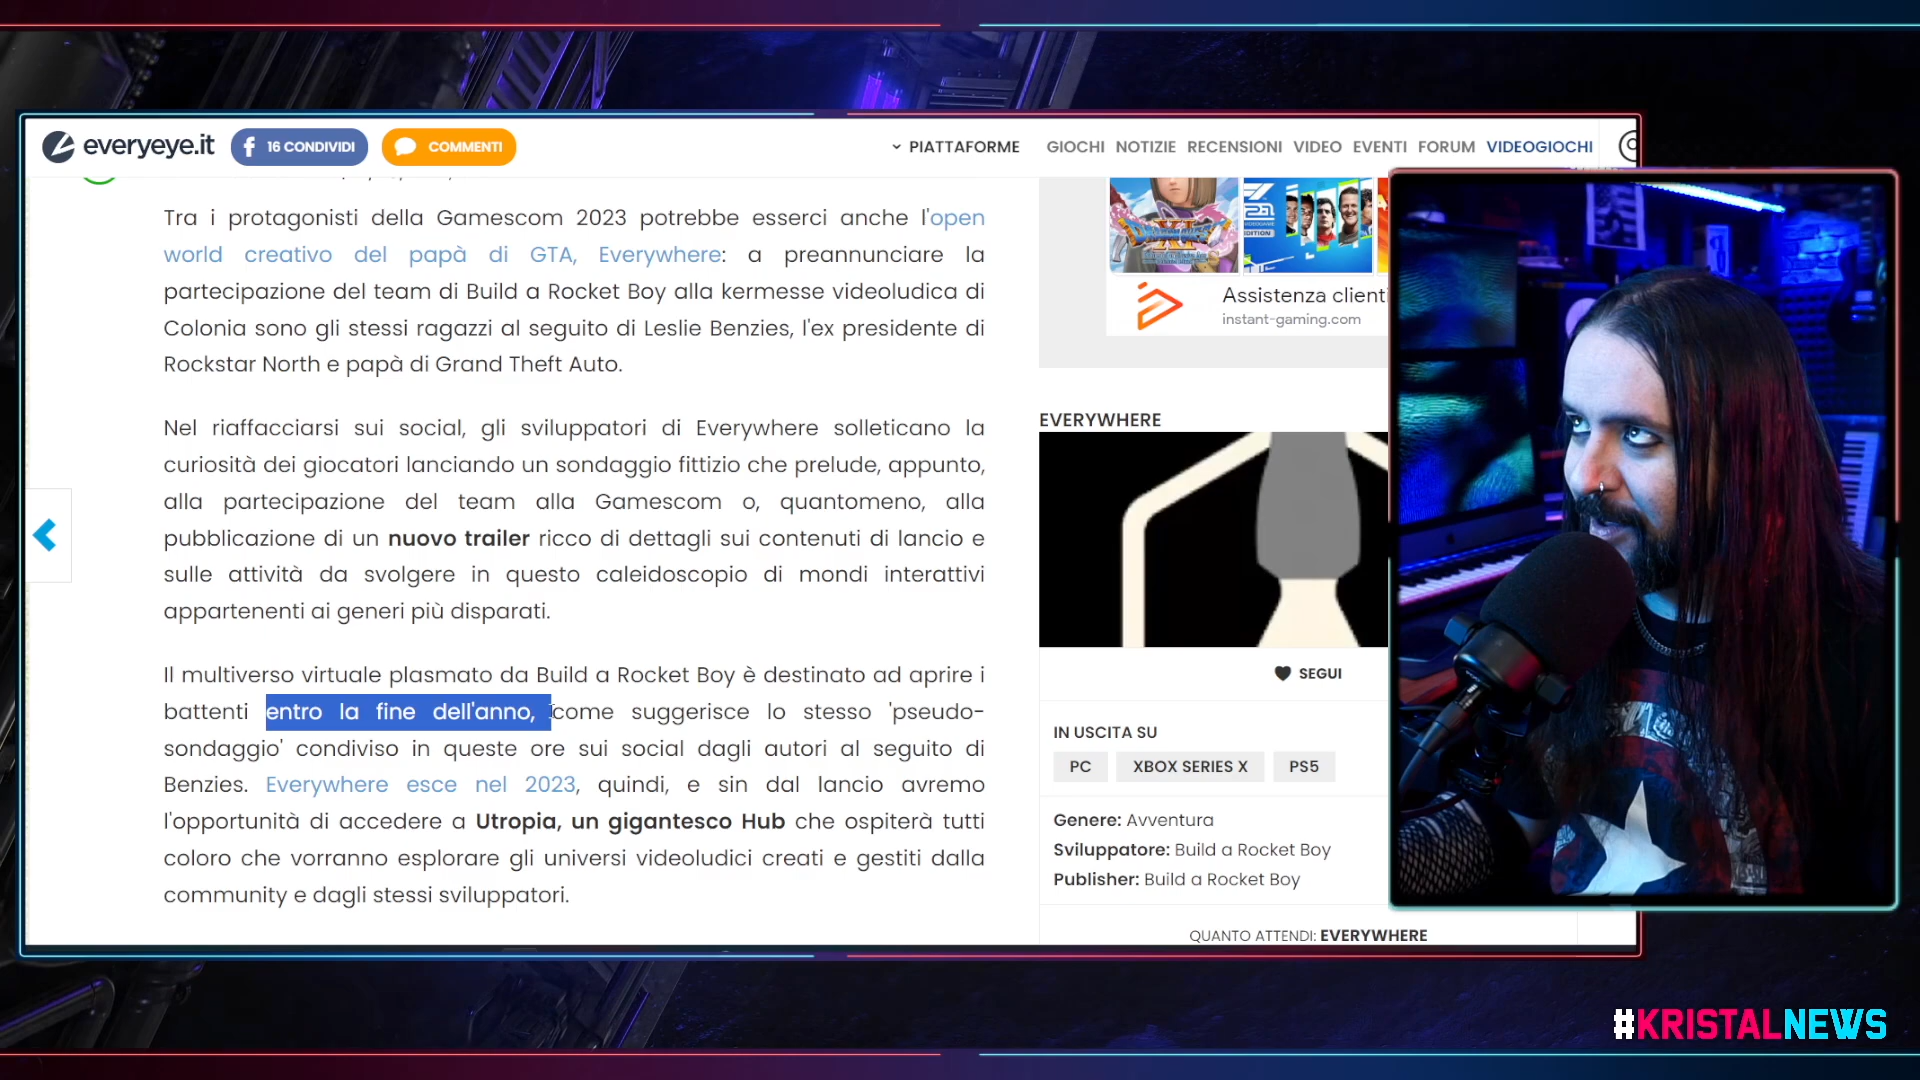 everyeye.it
16 CONDIVIDI
COMMENTI
PIATTAFORME
GIOCHI NOTIZIE RECENSIONI VIDEO EVENTI FORUM VIDEOGIOCHI
Tra i protagonisti della Gamescom 2023 potrebbe esserci anche l'open
world creativo del papà di GTA, Everywhere: a preannunciare la
partecipazione del team di Build a Rocket Boy alla kermesse videoludica di
Colonia sono gli stessi ragazzi al seguito di Leslie Benzies, l'ex presidente di
Rockstar North e papà di Grand Theft Auto.
Nel riaffacciarsi sui social, gli sviluppatori di Everywhere solleticano la
curiosità dei giocatori lanciando un sondaggio fittizio che prelude, appunto,
alla partecipazione del team alla Gamescom o, quantomeno, alla
pubblicazione di un nuovo trailer ricco di dettagli sui contenuti di lancio e
sulle attività da svolgere in questo caleidoscopio di mondi interattivi
appartenenti ai generi più disparati.
Il multiverso virtuale plasmato da Build a Rocket Boy è destinato ad aprire i
battenti entro la fine dell'anno, come suggerisce lo stesso 'pseudo-
sondaggio' condiviso in queste ore sui social dagli autori al seguito di
Benzies. Everywhere esce nel 2023, quindi, e sin dal lancio avremo
l'opportunità di accedere a Utropia, un gigantesco Hub che ospiterà tutti
coloro che vorranno esplorare gli universi videoludici creati e gestiti dalla
community e dagli stessi sviluppatori.
DRAGON QUEST XI
EDITION
Assistenza clienti
instant-gaming.com
EVERYWHERE
SEGUI
IN USCITA SU
PC
XBOX SERIES X
PS5
Genere: Avventura
Sviluppatore: Build a Rocket Boy
Publisher: Build a Rocket Boy
QUANTO ATTENDI: EVERYWHERE
#KRISTALNEWS